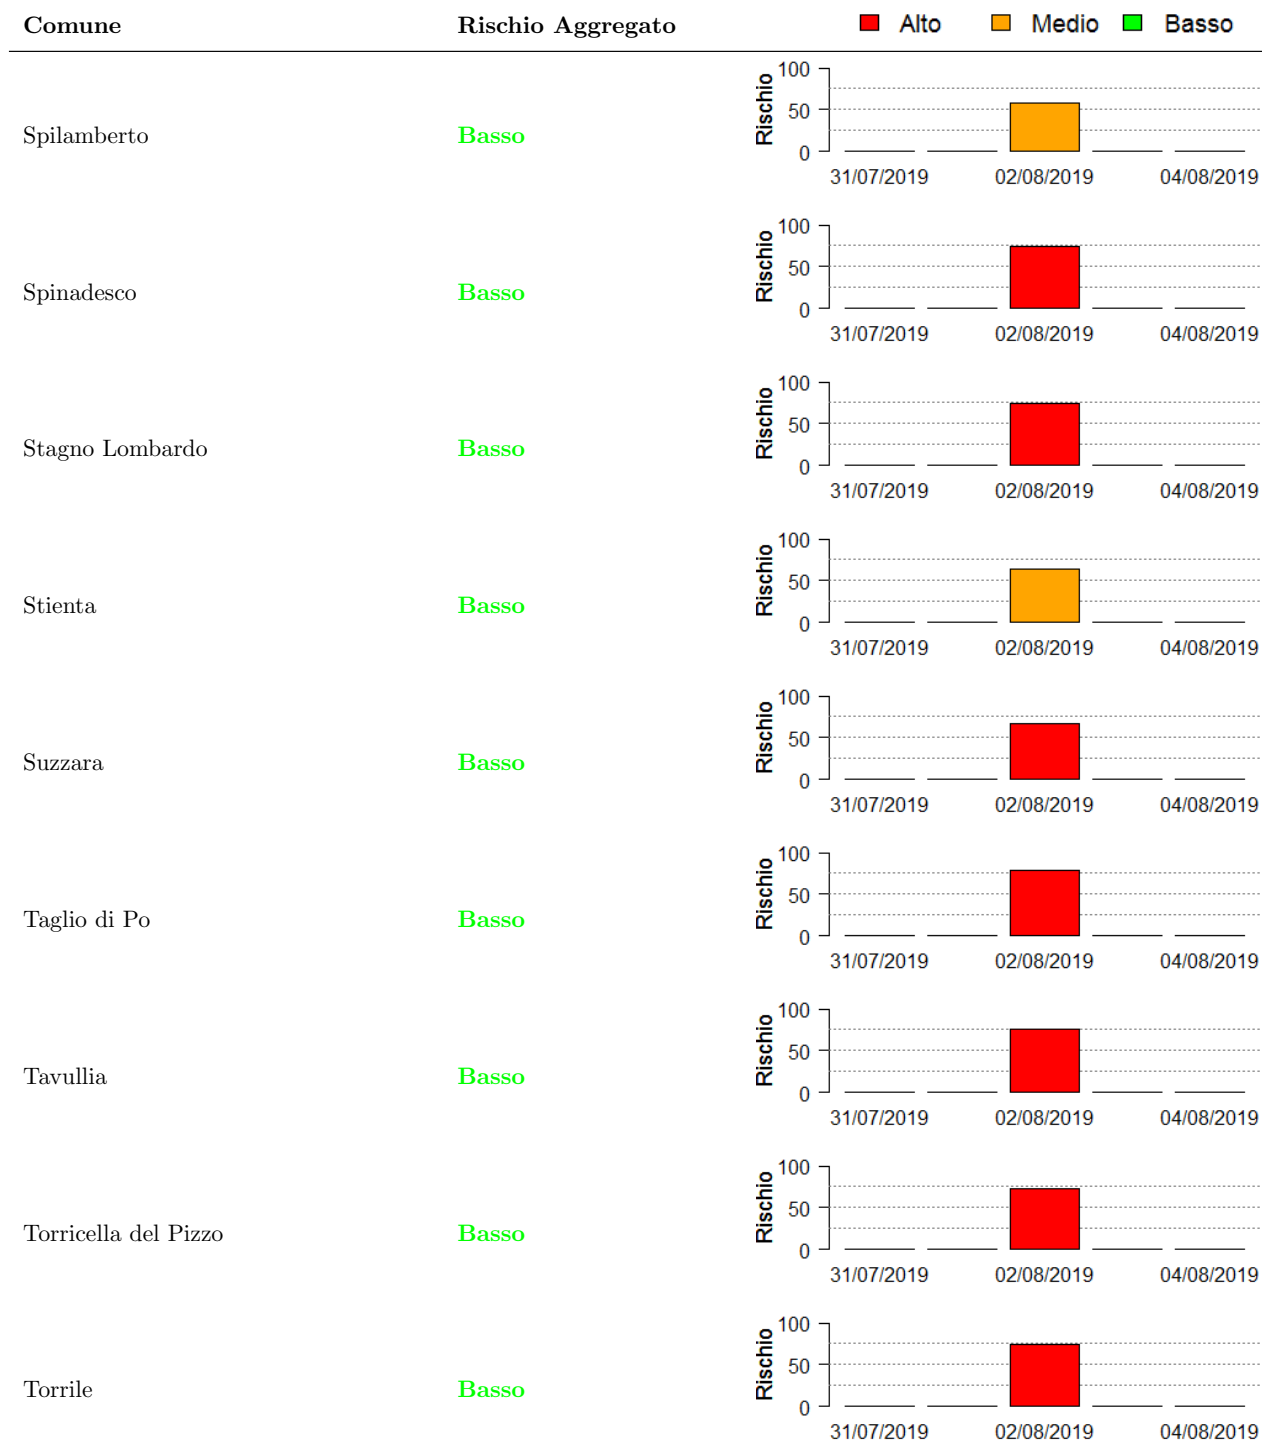 Comune Rischio Aggregato Alto Medio Basso
Spilamberto Basso
Rischio
100
50
0
31/07/2019 02/08/2019 04/08/2019
Spinadesco Basso
Rischio
100
50
0
31/07/2019 02/08/2019 04/08/2019
Stagno Lombardo Basso
Rischio
100
50
0
31/07/2019 02/08/2019 04/08/2019
Stienta Basso
Rischio
100
50
0
31/07/2019 02/08/2019 04/08/2019
Suzzara Basso
Rischio
100
50
0
31/07/2019 02/08/2019 04/08/2019
Taglio di Po Basso
Rischio
100
50
0
31/07/2019 02/08/2019 04/08/2019
Tavullia Basso
Rischio
100
50
0
31/07/2019 02/08/2019 04/08/2019
Torricella del Pizzo Basso
Rischio
100
50
0
31/07/2019 02/08/2019 04/08/2019
Torrile Basso
Rischio
100
50
0
31/07/2019 02/08/2019 04/08/2019